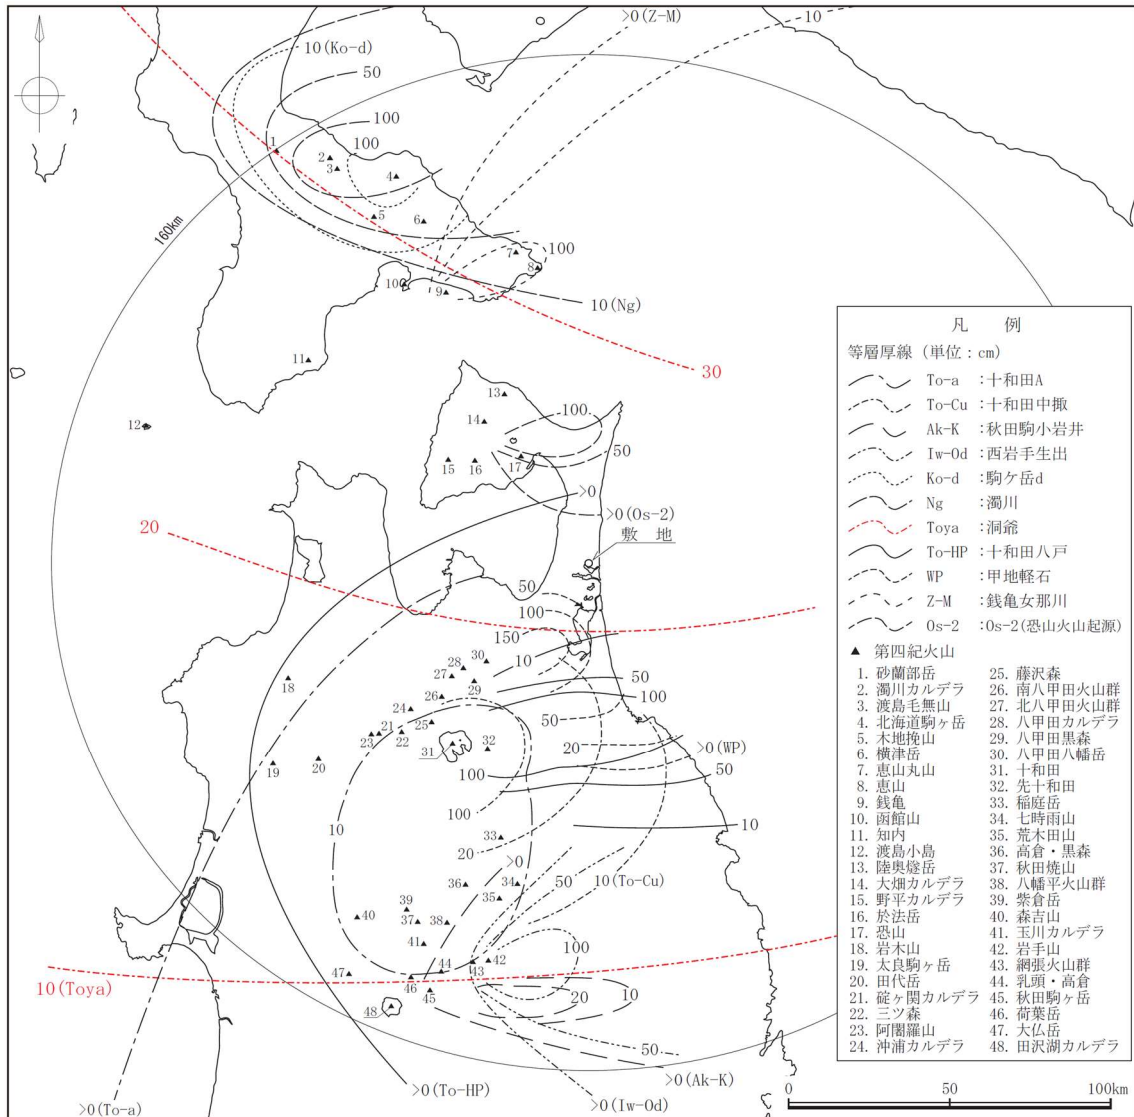 >0(Z-M)
10
10(Ko-d)
50
100
100
160km
100
10(Ng)
30
1
2
3
4
5
6
7
8
9
10
11
12
13
14
15
16
17
100
50
>0
>0(Os-2)
敷 地
20
50
100
150
10
50
100
50
20
>0(WP)
50
100
100
10
10
20
>0
50
10(To-Cu)
18
19
20
21
22
23
24
25
26
27
28
29
30
31
32
33
34
35
36
37
38
39
40
41
42
43
44
45
46
47
48
100
20
10
50
10(Toya)
>0(To-a)
>0(To-HP)
>0(Ak-K)
>0(Iw-Od)
凡 例
等層厚線 (単位:cm)
To-a :十和田A
To-Cu :十和田中掫
Ak-K :秋田駒小岩井
Iw-Od :西岩手生出
Ko-d :駒ケ岳d
Ng :濁川
Toya :洞爺
To-HP :十和田八戸
WP :甲地軽石
Z-M :銭亀女那川
Os-2 :Os-2(恐山火山起源)
▲ 第四紀火山
1. 砂蘭部岳
2. 濁川カルデラ
3. 渡島毛無山
4. 北海道駒ヶ岳
5. 木地挽山
6. 横津岳
7. 恵山丸山
8. 恵山
9. 銭亀
10. 函館山
11. 知内
12. 渡島小島
13. 陸奥燧岳
14. 大畑カルデラ
15. 野平カルデラ
16. 於法岳
17. 恐山
18. 岩木山
19. 太良駒ヶ岳
20. 田代岳
21. 碇ヶ関カルデラ
22. 三ツ森
23. 阿闍羅山
24. 沖浦カルデラ
25. 藤沢森
26. 南八甲田火山群
27. 北八甲田火山群
28. 八甲田カルデラ
29. 八甲田黒森
30. 八甲田八幡岳
31. 十和田
32. 先十和田
33. 稲庭岳
34. 七時雨山
35. 荒木田山
36. 高倉・黒森
37. 秋田焼山
38. 八幡平火山群
39. 柴倉岳
40. 森吉山
41. 玉川カルデラ
42. 岩手山
43. 網張火山群
44. 乳頭・高倉
45. 秋田駒ヶ岳
46. 荷葉岳
47. 大仏岳
48. 田沢湖カルデラ
0
50
100km